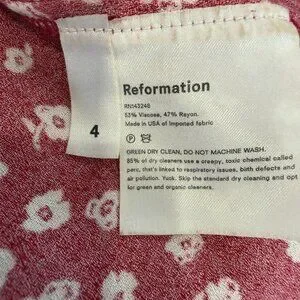 Reformation
RN143246
53% Viscose, 47% Rayon.
Made in USA of imported fabric
4
GREEN DRY CLEAN, DO NOT MACHINE WASH.
85% of dry cleaners use a creepy, toxic chemical called
perc, that's linked to respiratory issues, birth defects and
air pollution. Yuck. Skip the standard dry cleaning and opt
for green and organic cleaners.